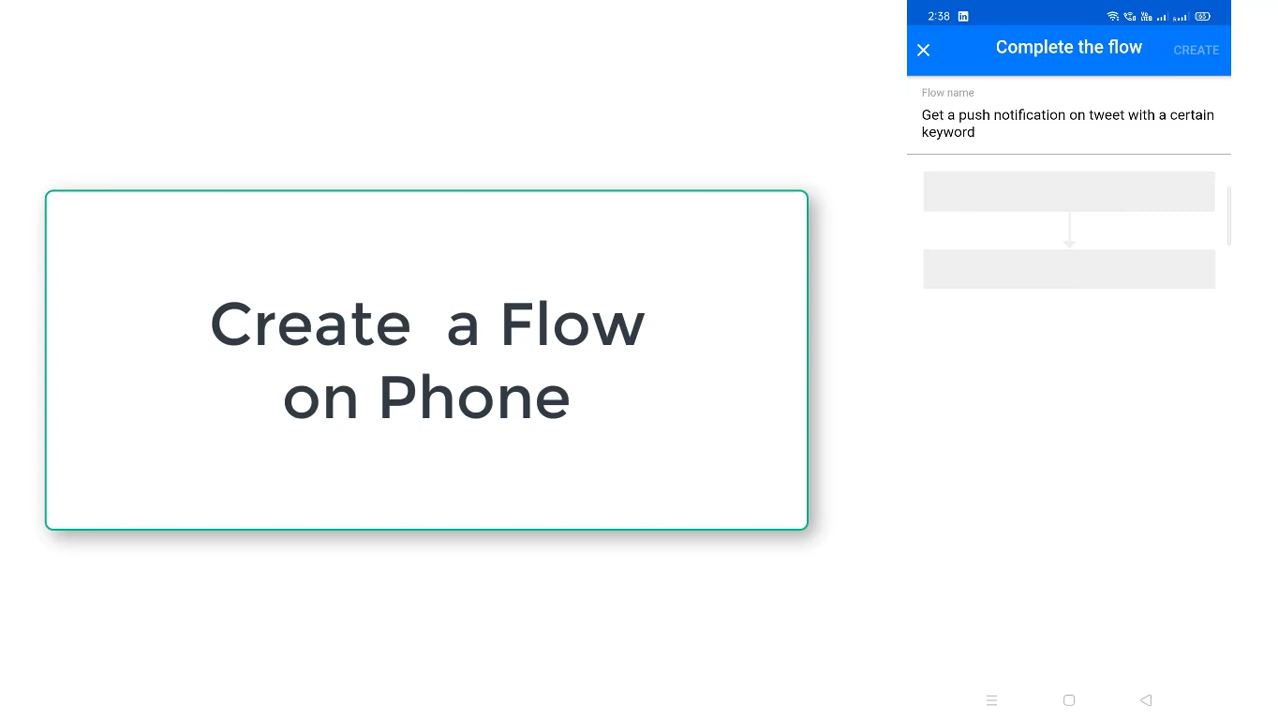 Create a Flow
on Phone
2:38
Complete the flow
CREATE
Flow name
Get a push notification on tweet with a certain
keyword